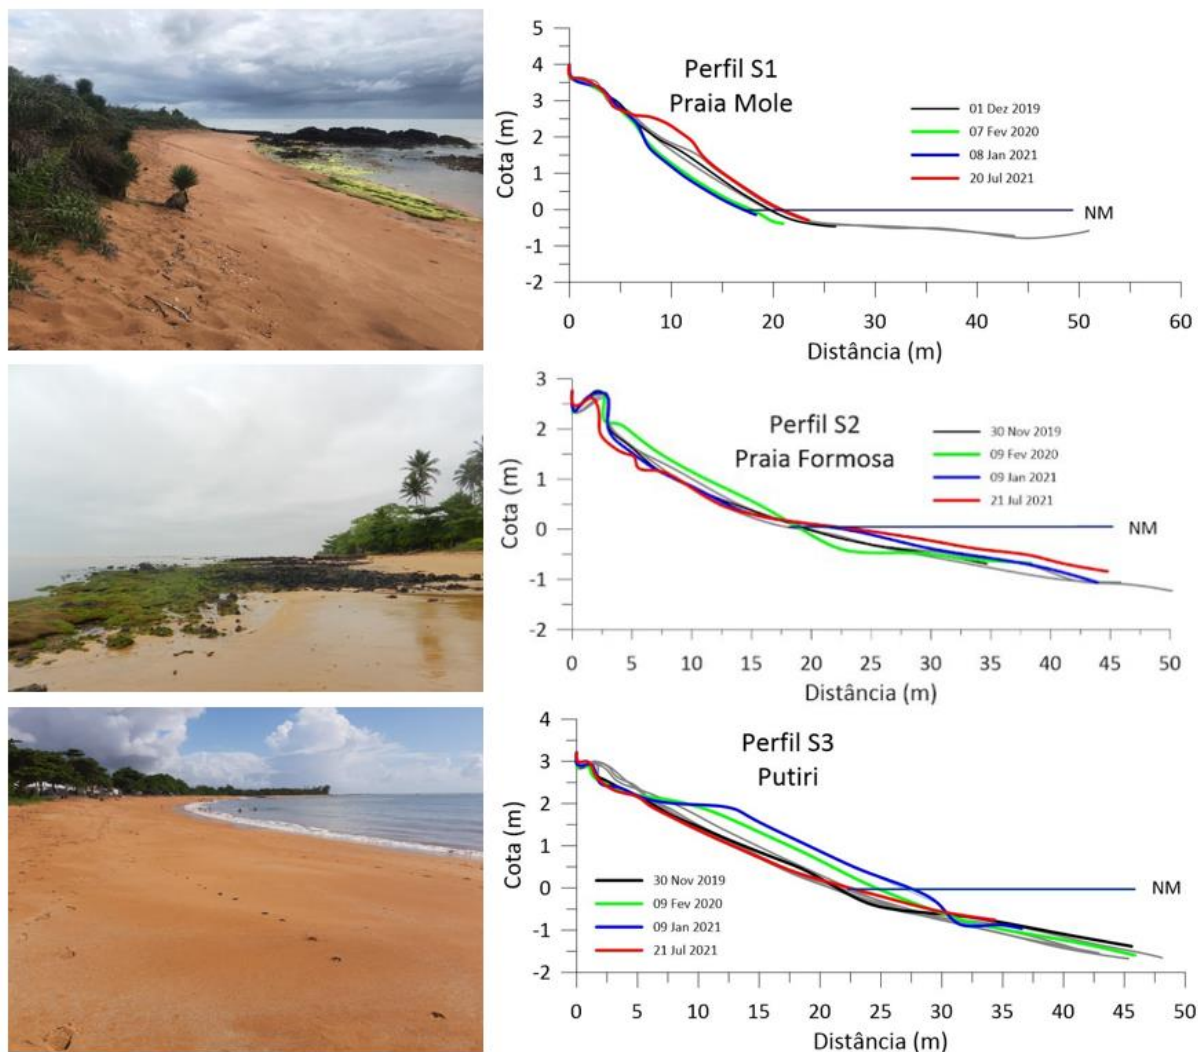 5
4
3
2
1
0
-1
-2
Cota (m)
Perfil S1
Praia Mole
01 Dez 2019
07 Fev 2020
08 Jan 2021
20 Jul 2021
NM
0 10 20 30 40 50 60
Distância (m)
3
2
1
0
-1
-2
Cota (m)
Perfil S2
Praia Formosa
30 Nov 2019
09 Fev 2020
09 Jan 2021
21 Jul 2021
NM
0 5 10 15 20 25 30 35 40 45 50
Distância (m)
4
3
2
1
0
-1
-2
Cota (m)
Perfil S3
Putiri
30 Nov 2019
09 Fev 2020
09 Jan 2021
21 Jul 2021
NM
0 5 10 15 20 25 30 35 40 45 50
Distância (m)